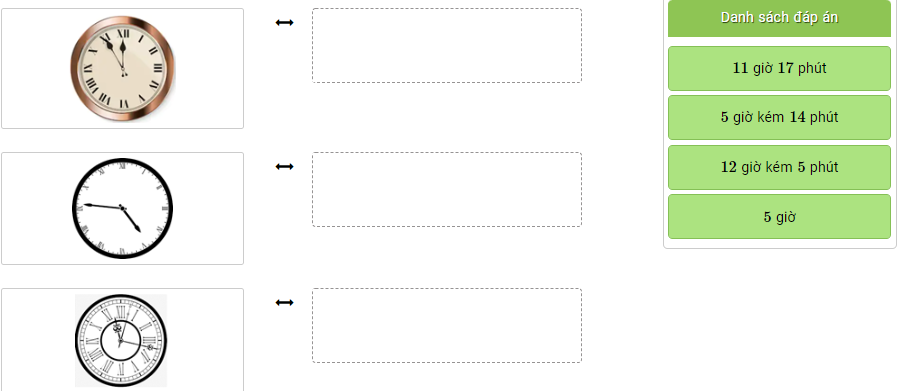 Danh sách đáp án
11 giờ 17 phút
5 giờ kém 14 phút
12 giờ kém 5 phút
5 giờ